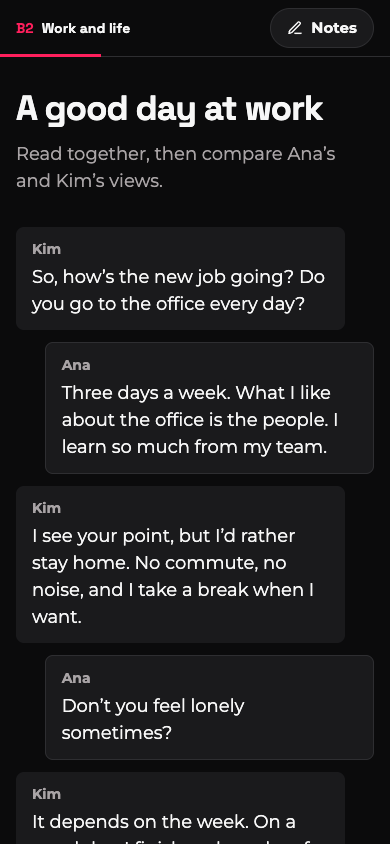 B2 Work and life
Notes
A good day at work
Read together, then compare Ana’s
and Kim’s views.
Kim
So, how’s the new job going? Do
you go to the office every day?
Ana
Three days a week. What I like
about the office is the people. I
learn so much from my team.
Kim
I see your point, but I’d rather
stay home. No commute, no
noise, and I take a break when I
want.
Ana
Don’t you feel lonely
sometimes?
Kim
It depends on the week. On a